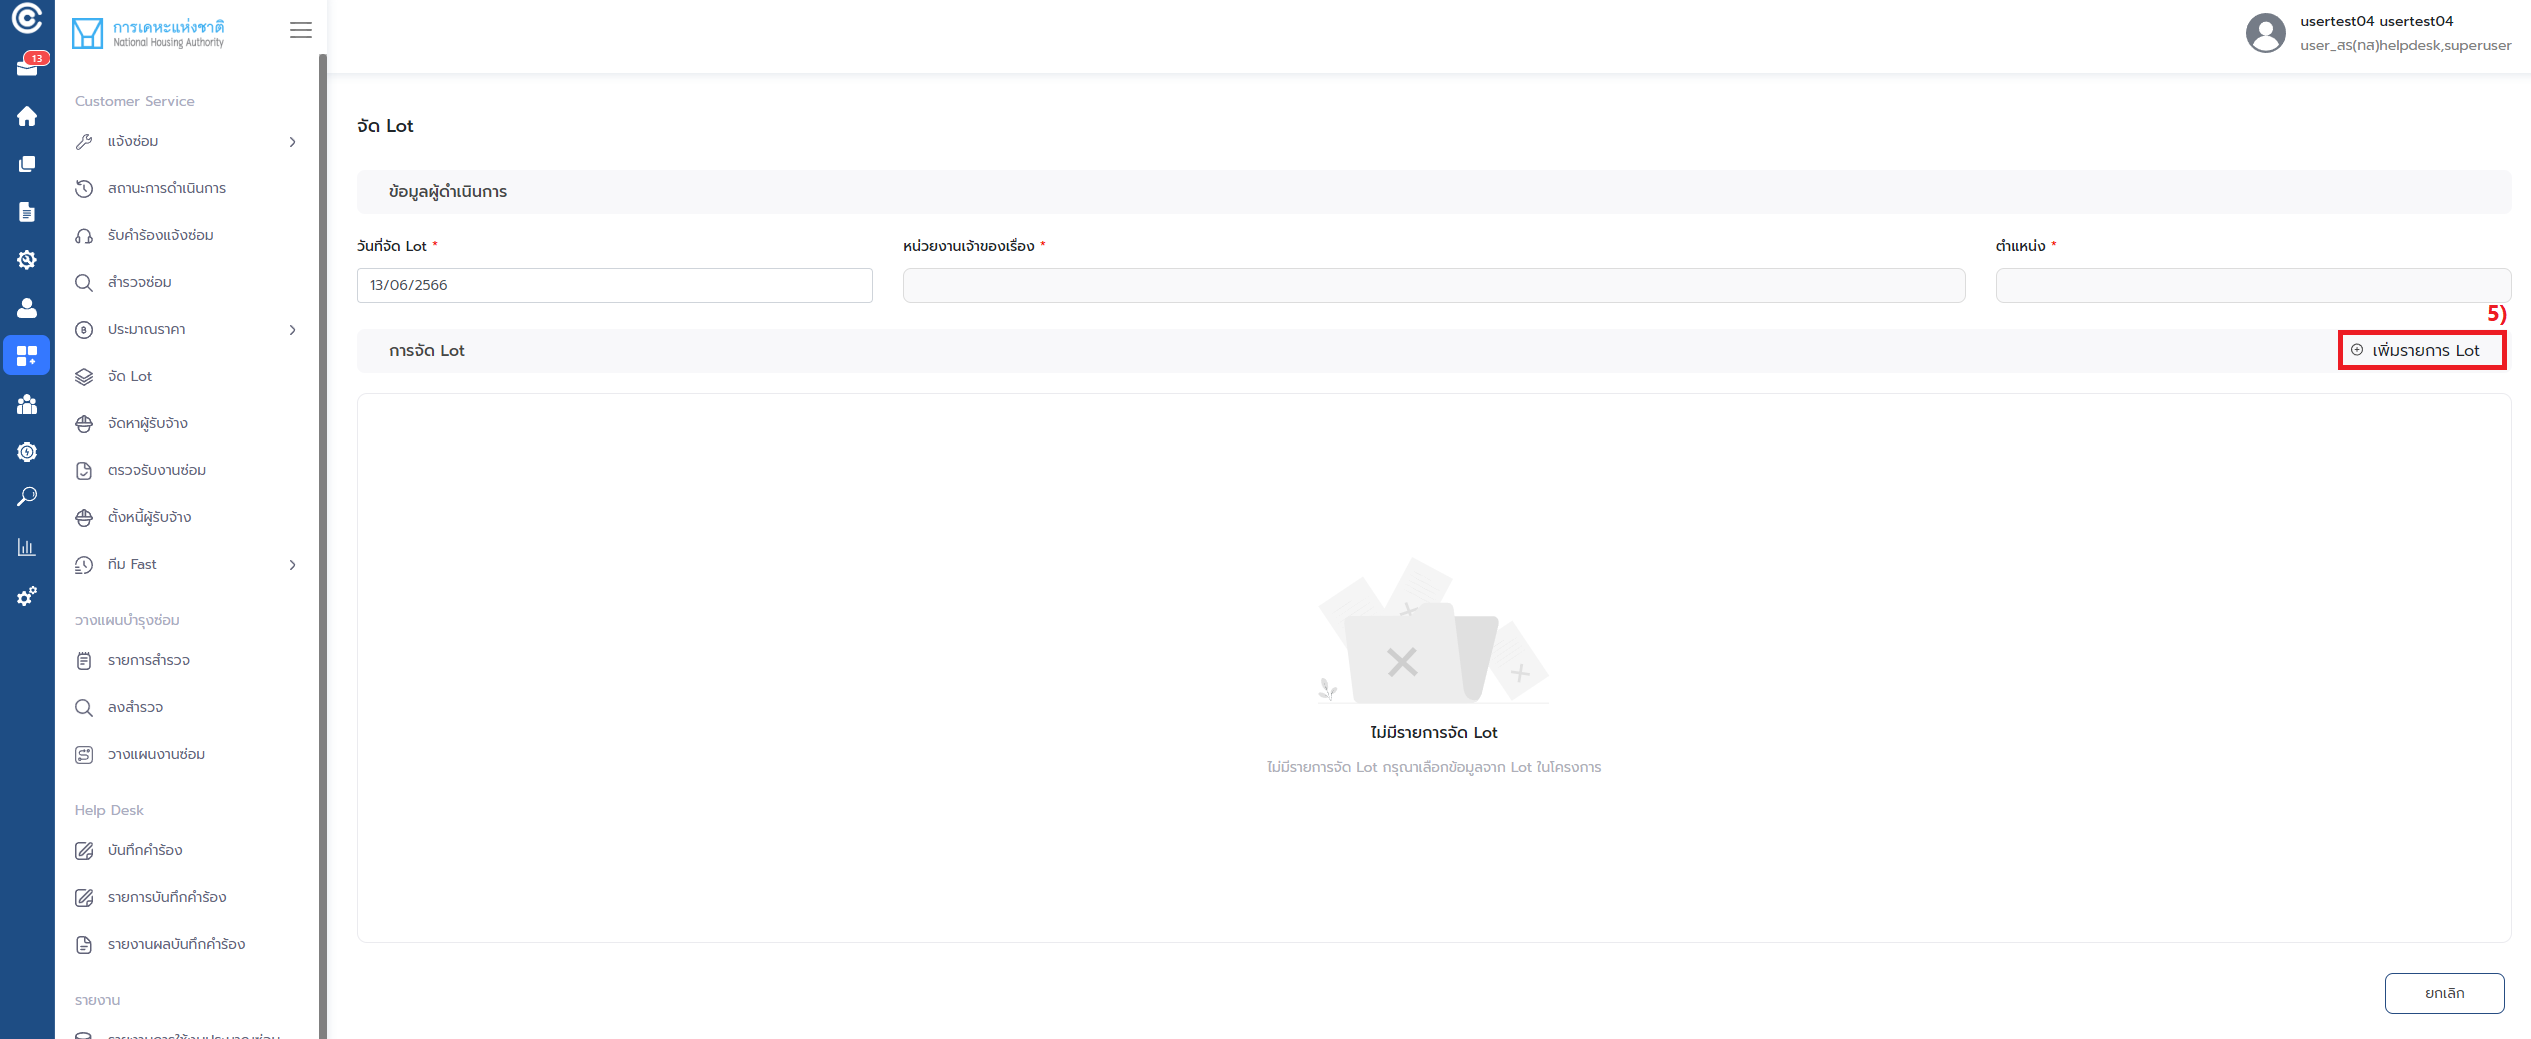 13
การเคหะแห่งชาติ
National Housing Authority
usertest04 usertest04
user_สร(ทส)helpdesk,superuser
Customer Service
แจ้งซ่อม
สถานะการดำเนินการ
รับคำร้องแจ้งซ่อม
สำรวจซ่อม
ประมาณราคา
จัด Lot
จัดหาผู้รับจ้าง
ตรวจรับงานซ่อม
ตั้งหนี้ผู้รับจ้าง
ทีม Fast
วางแผนบำรุงซ่อม
รายการสำรวจ
ลงสำรวจ
วางแผนงานซ่อม
Help Desk
บันทึกคำร้อง
รายการบันทึกคำร้อง
รายงานผลบันทึกคำร้อง
รายงาน
จัด Lot
ข้อมูลผู้ดำเนินการ
วันที่จัด Lot * หน่วยงานเจ้าของเรื่อง * ตำแหน่ง *
13/06/2566
5)
การจัด Lot เพิ่มรายการ Lot
ไม่มีรายการจัด Lot
ไม่มีรายการจัด Lot กรุณาเลือกข้อมูลจาก Lot ในโครงการ
ยกเลิก